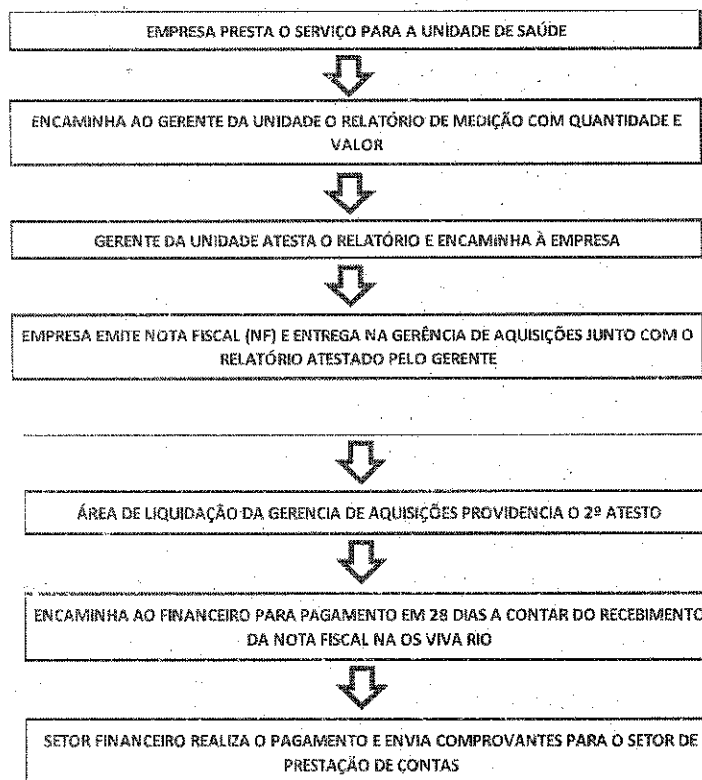 EMPRESA PRESTA O SERVIÇO PARA A UNIDADE DE SAÚDE
ENCAMINHA AO GERENTE DA UNIDADE O RELATÓRIO DE MEDIÇÃO COM QUANTIDADE E
VALOR
GERENTE DA UNIDADE ATESTA O RELATÓRIO E ENCAMINHA À EMPRESA
EMPRESA EMITE NOTA FISCAL (NF) E ENTREGA NA GERÊNCIA DE AQUISIÇÕES JUNTO COM O
RELATÓRIO ATESTADO PELO GERENTE
ÁREA DE LIQUIDAÇÃO DA GERENCIA DE AQUISIÇÕES PROVIDENCIA O 2º ATESTO
ENCAMINHA AO FINANCEIRO PARA PAGAMENTO EM 28 DIAS A CONTAR DO RECEBIMENTO
DA NOTA FISCAL NA OS VIVA RIO
SETOR FINANCEIRO REALIZA O PAGAMENTO E ENVIA COMPROVANTES PARA O SETOR DE
PRESTAÇÃO DE CONTAS